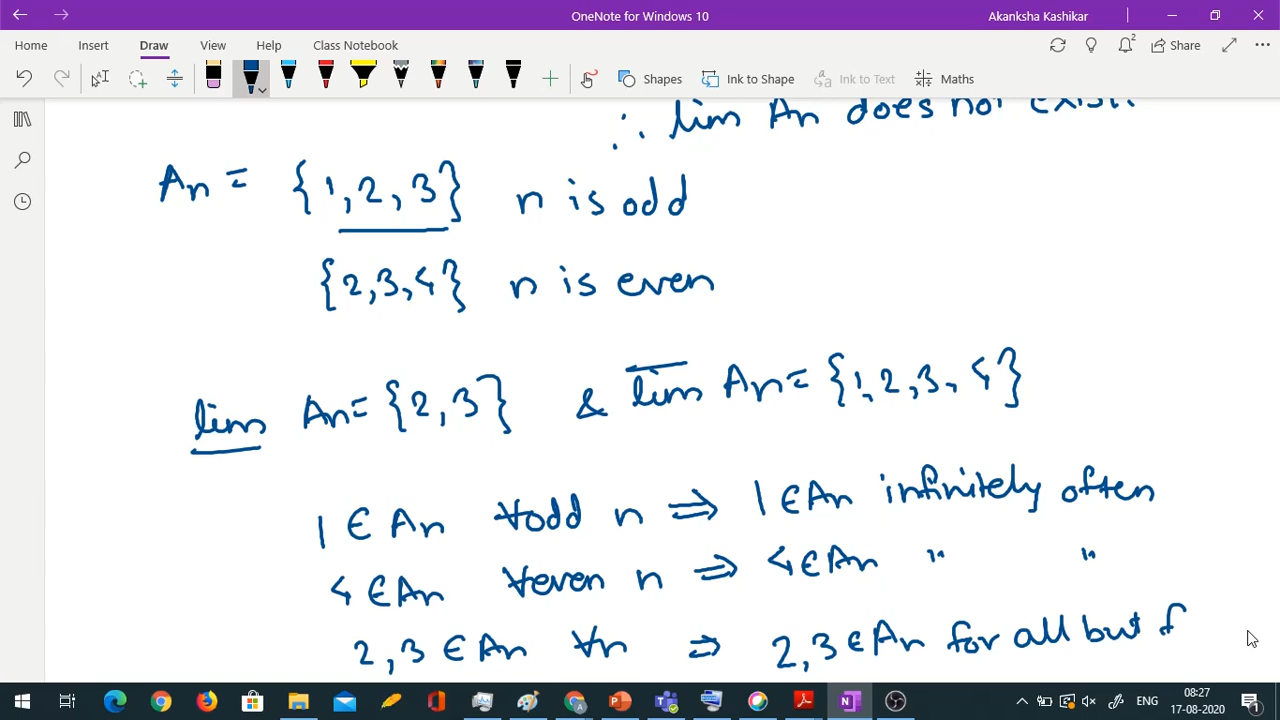 OneNote for Windows 10
Akanksha Kashikar
Home Insert Draw View Help Class Notebook
Share
Shapes Ink to Shape Ink to Text Maths
∴ lim An does not exist.
An = {1,2,3} n is odd
{2,3,4} n is even
lim An = {2,3} & lim An = {1,2,3,4}
1 ∈ An ∀odd n ⇒ 1 ∈ An infinitely often
4 ∈ An ∀even n ⇒ 4 ∈ An " "
2,3 ∈ An ∀n ⇒ 2,3 ∈ An for all but f
ENG
08:27
17-08-2020